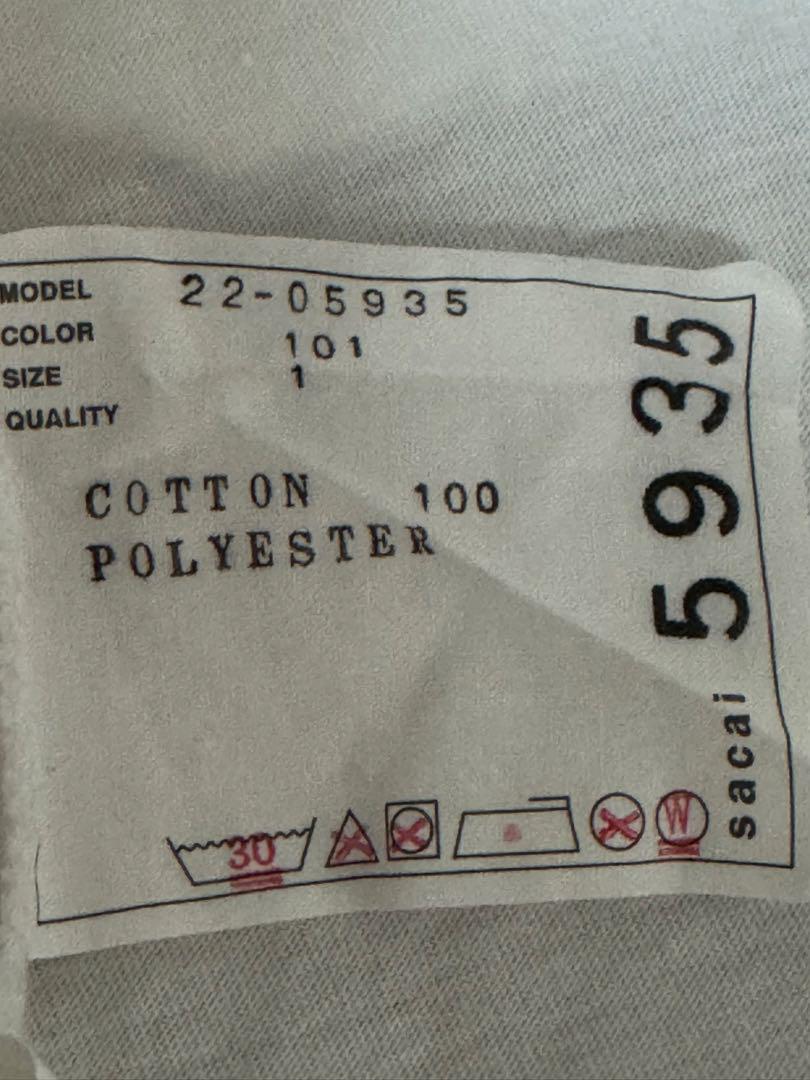 MODEL 22-05935
COLOR 101
SIZE 1
QUALITY
COTTON 100
POLYESTER
30
W
sacai 5935